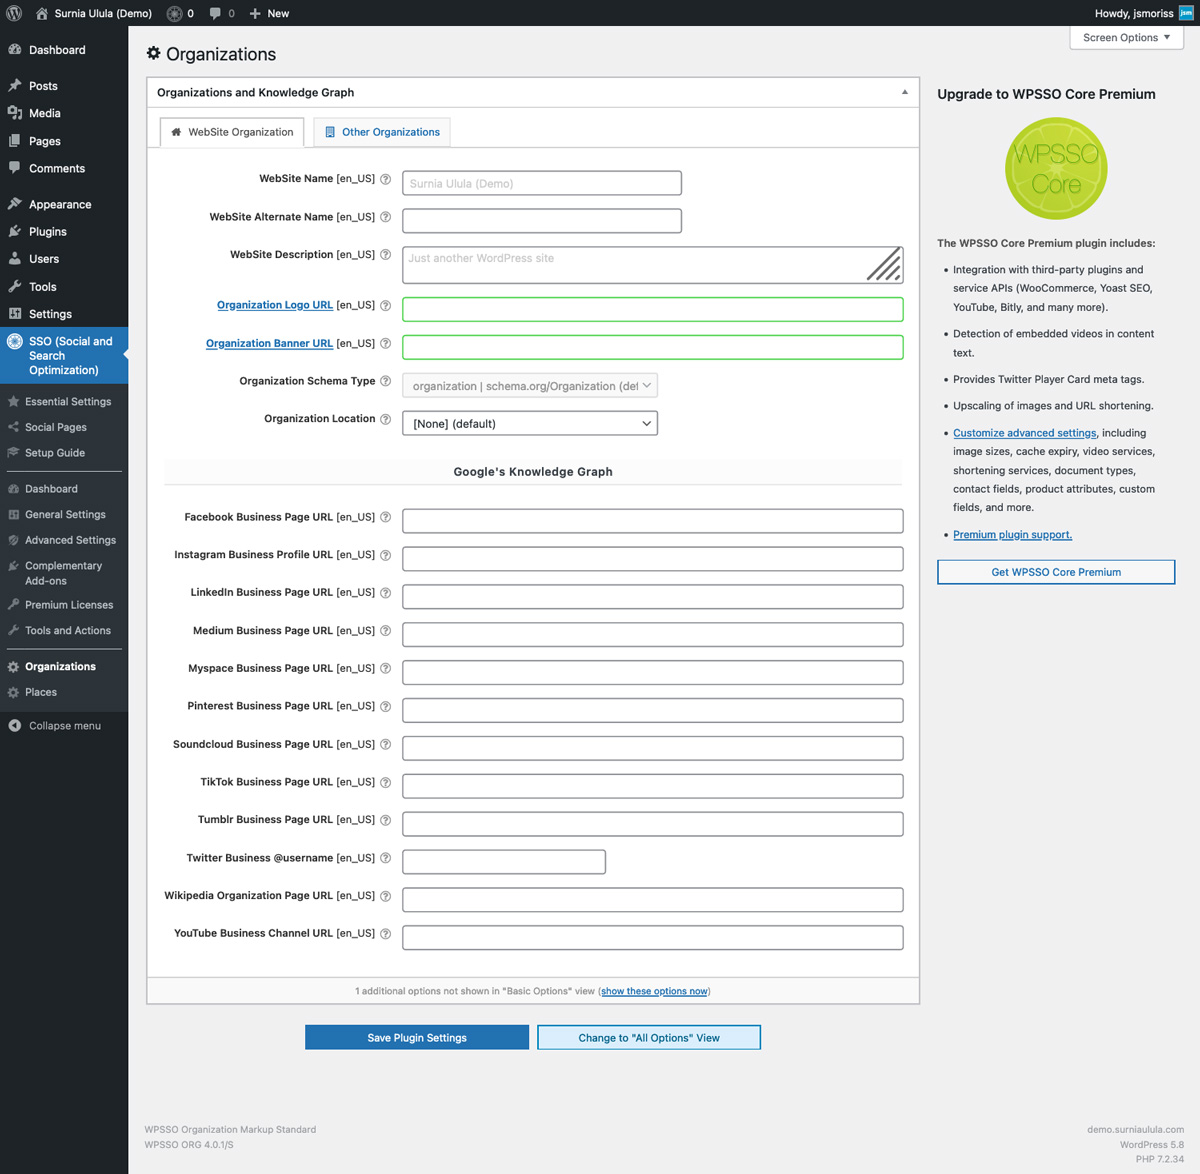 Surnia Ulula (Demo) 0 0 New
Howdy, jsmoriss jsm
Screen Options
Dashboard
Posts
Media
Pages
Comments
Appearance
Plugins
Users
Tools
Settings
SSO (Social and
Search
Optimization)
Essential Settings
Social Pages
Setup Guide
Dashboard
General Settings
Advanced Settings
Complementary
Add-ons
Premium Licenses
Tools and Actions
Organizations
Places
Collapse menu
Organizations
Organizations and Knowledge Graph
WebSite Organization
Other Organizations
WebSite Name [en_US] Surnia Ulula (Demo)
WebSite Alternate Name [en_US]
WebSite Description [en_US] Just another WordPress site
Organization Logo URL [en_US]
Organization Banner URL [en_US]
Organization Schema Type organization | schema.org/Organization (def
Organization Location [None] (default)
Google's Knowledge Graph
Facebook Business Page URL [en_US]
Instagram Business Profile URL [en_US]
LinkedIn Business Page URL [en_US]
Medium Business Page URL [en_US]
Myspace Business Page URL [en_US]
Pinterest Business Page URL [en_US]
Soundcloud Business Page URL [en_US]
TikTok Business Page URL [en_US]
Tumblr Business Page URL [en_US]
Twitter Business @username [en_US]
Wikipedia Organization Page URL [en_US]
YouTube Business Channel URL [en_US]
1 additional options not shown in "Basic Options" view (show these options now)
Save Plugin Settings
Change to "All Options" View
Upgrade to WPSSO Core Premium
WPSSO
Core
The WPSSO Core Premium plugin includes:
• Integration with third-party plugins and
service APIs (WooCommerce, Yoast SEO,
YouTube, Bitly, and many more).
• Detection of embedded videos in content
text.
• Provides Twitter Player Card meta tags.
• Upscaling of images and URL shortening.
• Customize advanced settings, including
image sizes, cache expiry, video services,
shortening services, document types,
contact fields, product attributes, custom
fields, and more.
• Premium plugin support.
Get WPSSO Core Premium
WPSSO Organization Markup Standard
WPSSO ORG 4.0.1/S
demo.surniaulula.com
WordPress 5.8
PHP 7.2.34